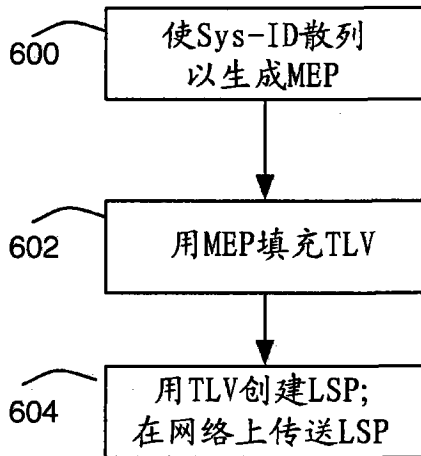 600
使Sys-ID散列
以生成MEP
602
用MEP填充TLV
604
用TLV创建LSP;
在网络上传送LSP